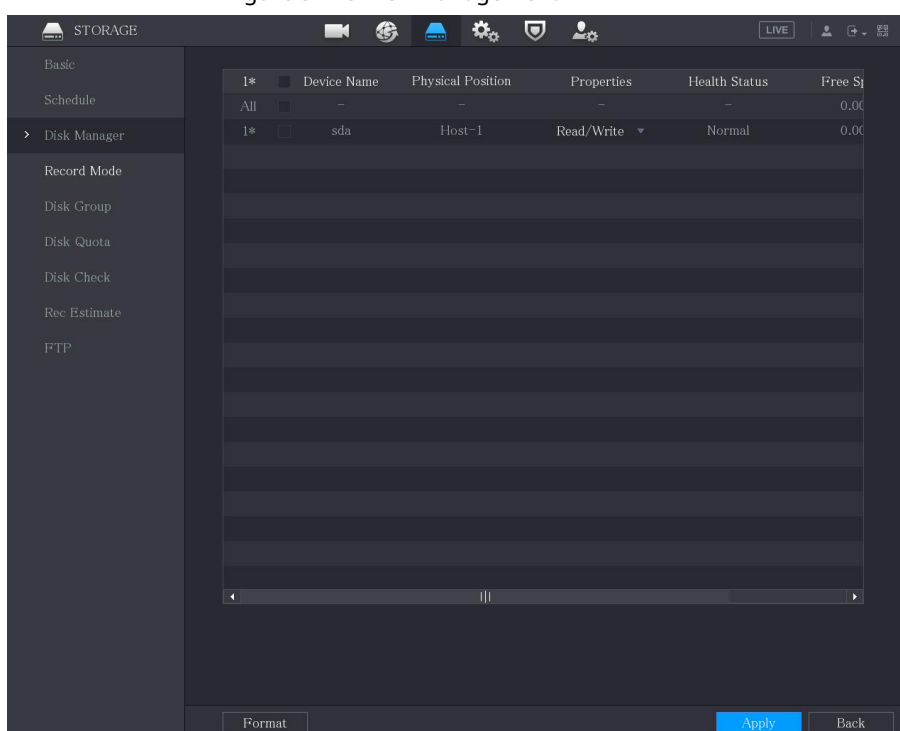 STORAGE LIVE
Basic
Schedule
Disk Manager
Record Mode
Disk Group
Disk Quota
Disk Check
Rec Estimate
FTP
1* Device Name Physical Position Properties Health Status Free
All - - - - 0.00
1* sda Host-1 Read/Write Normal 0.00
Format Apply Back